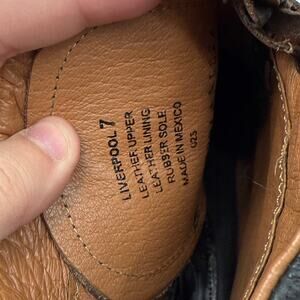 LIVERPOOL 7
LEATHER UPPER
LEATHER LINING
RUBBER SOLE
MADE IN MEXICO
U23